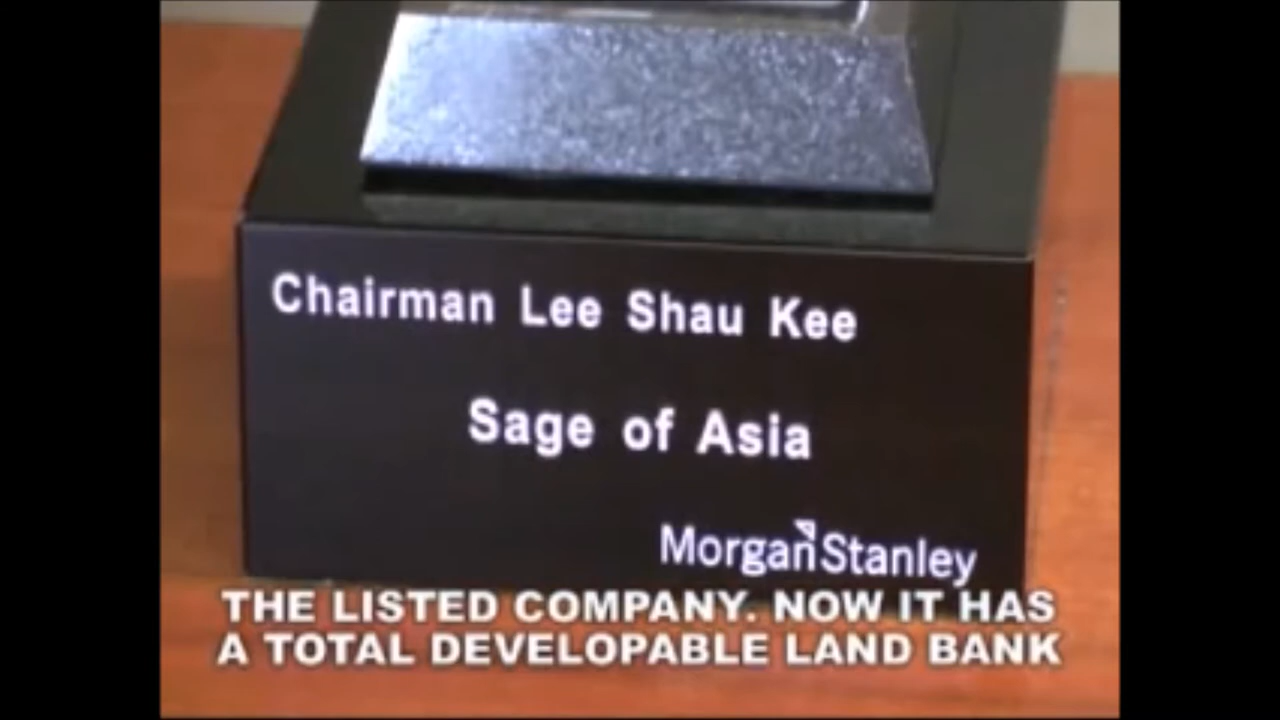 Chairman Lee Shau Kee
Sage of Asia
MorganStanley
THE LISTED COMPANY. NOW IT HAS
A TOTAL DEVELOPABLE LAND BANK